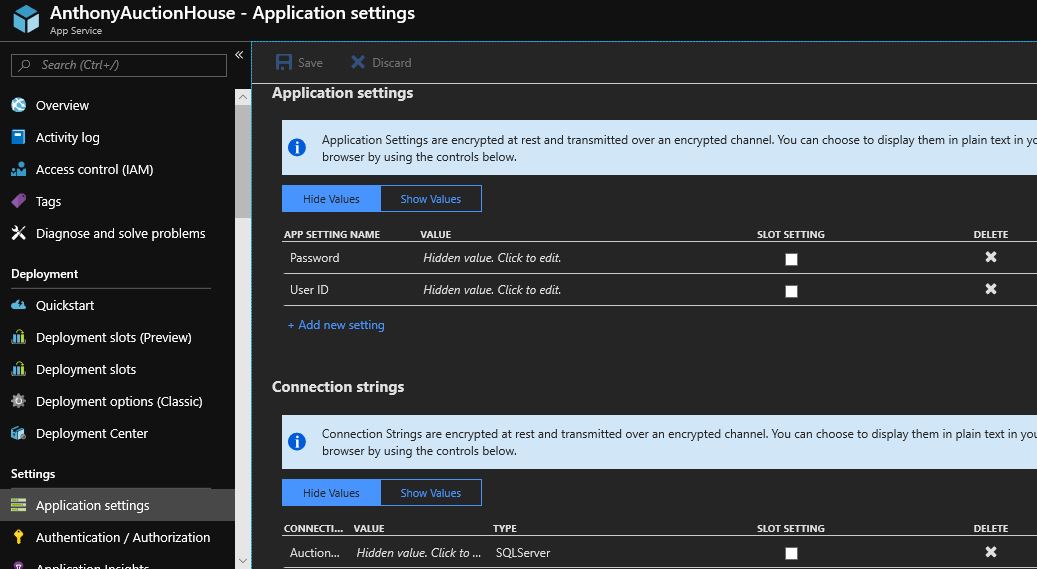 AnthonyAuctionHouse - Application settings
App Service
Search (Ctrl+/)
«
Overview
Activity log
Access control (IAM)
Tags
Diagnose and solve problems
Deployment
Quickstart
Deployment slots (Preview)
Deployment slots
Deployment options (Classic)
Deployment Center
Settings
Application settings
Authentication / Authorization
Application Insights
Save Discard
Application settings
Application Settings are encrypted at rest and transmitted over an encrypted channel. You can choose to display them in plain text in yo
browser by using the controls below.
Hide Values Show Values
APP SETTING NAME VALUE SLOT SETTING DELETE
Password Hidden value. Click to edit.
User ID Hidden value. Click to edit.
+ Add new setting
Connection strings
Connection Strings are encrypted at rest and transmitted over an encrypted channel. You can choose to display them in plain text in you
browser by using the controls below.
Hide Values Show Values
CONNECTI... VALUE TYPE SLOT SETTING DELETE
Auction... Hidden value. Click to ... SQLServer